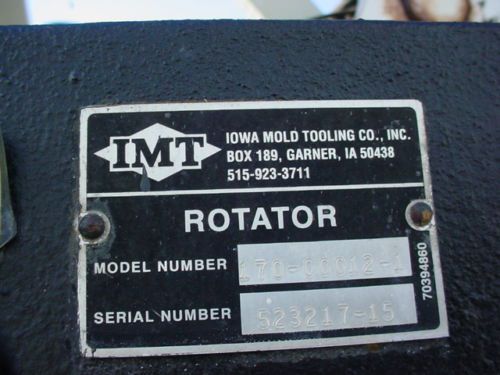 IMT
IOWA MOLD TOOLING CO., INC.
BOX 189, GARNER, IA 50438
515-923-3711
ROTATOR
MODEL NUMBER 170-00012-1
SERIAL NUMBER 523217-15
70394860